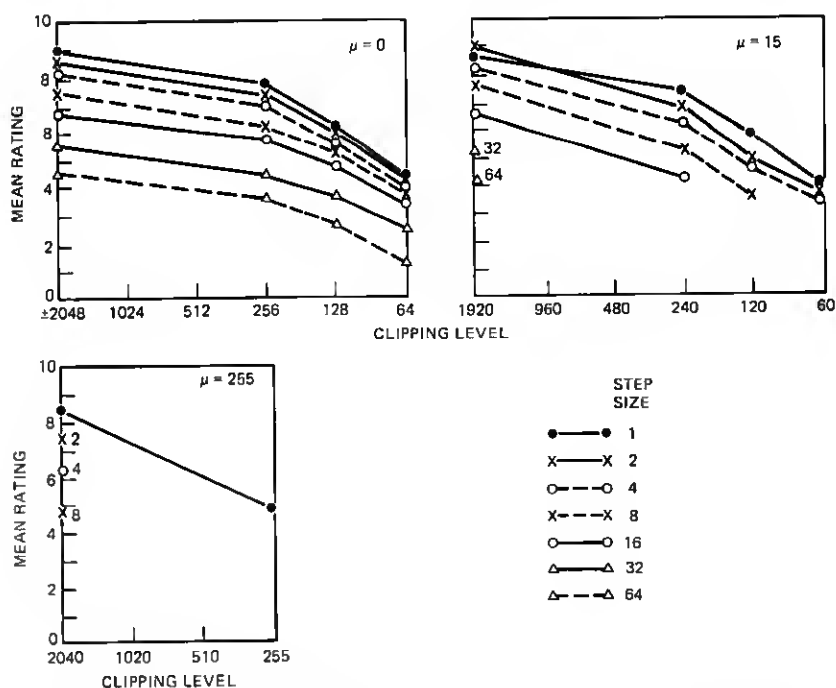 10
8
8
4
2
0
MEAN RATING
μ = 0
±2048 1024 512 256 128 64
μ = 15
32
64
1920 960 480 240 120 60
CLIPPING LEVEL
10
8
6
4
2
0
MEAN RATING
μ = 255
2
4
8
2040 1020 510 255
CLIPPING LEVEL
STEP
SIZE
1
2
4
8
16
32
64